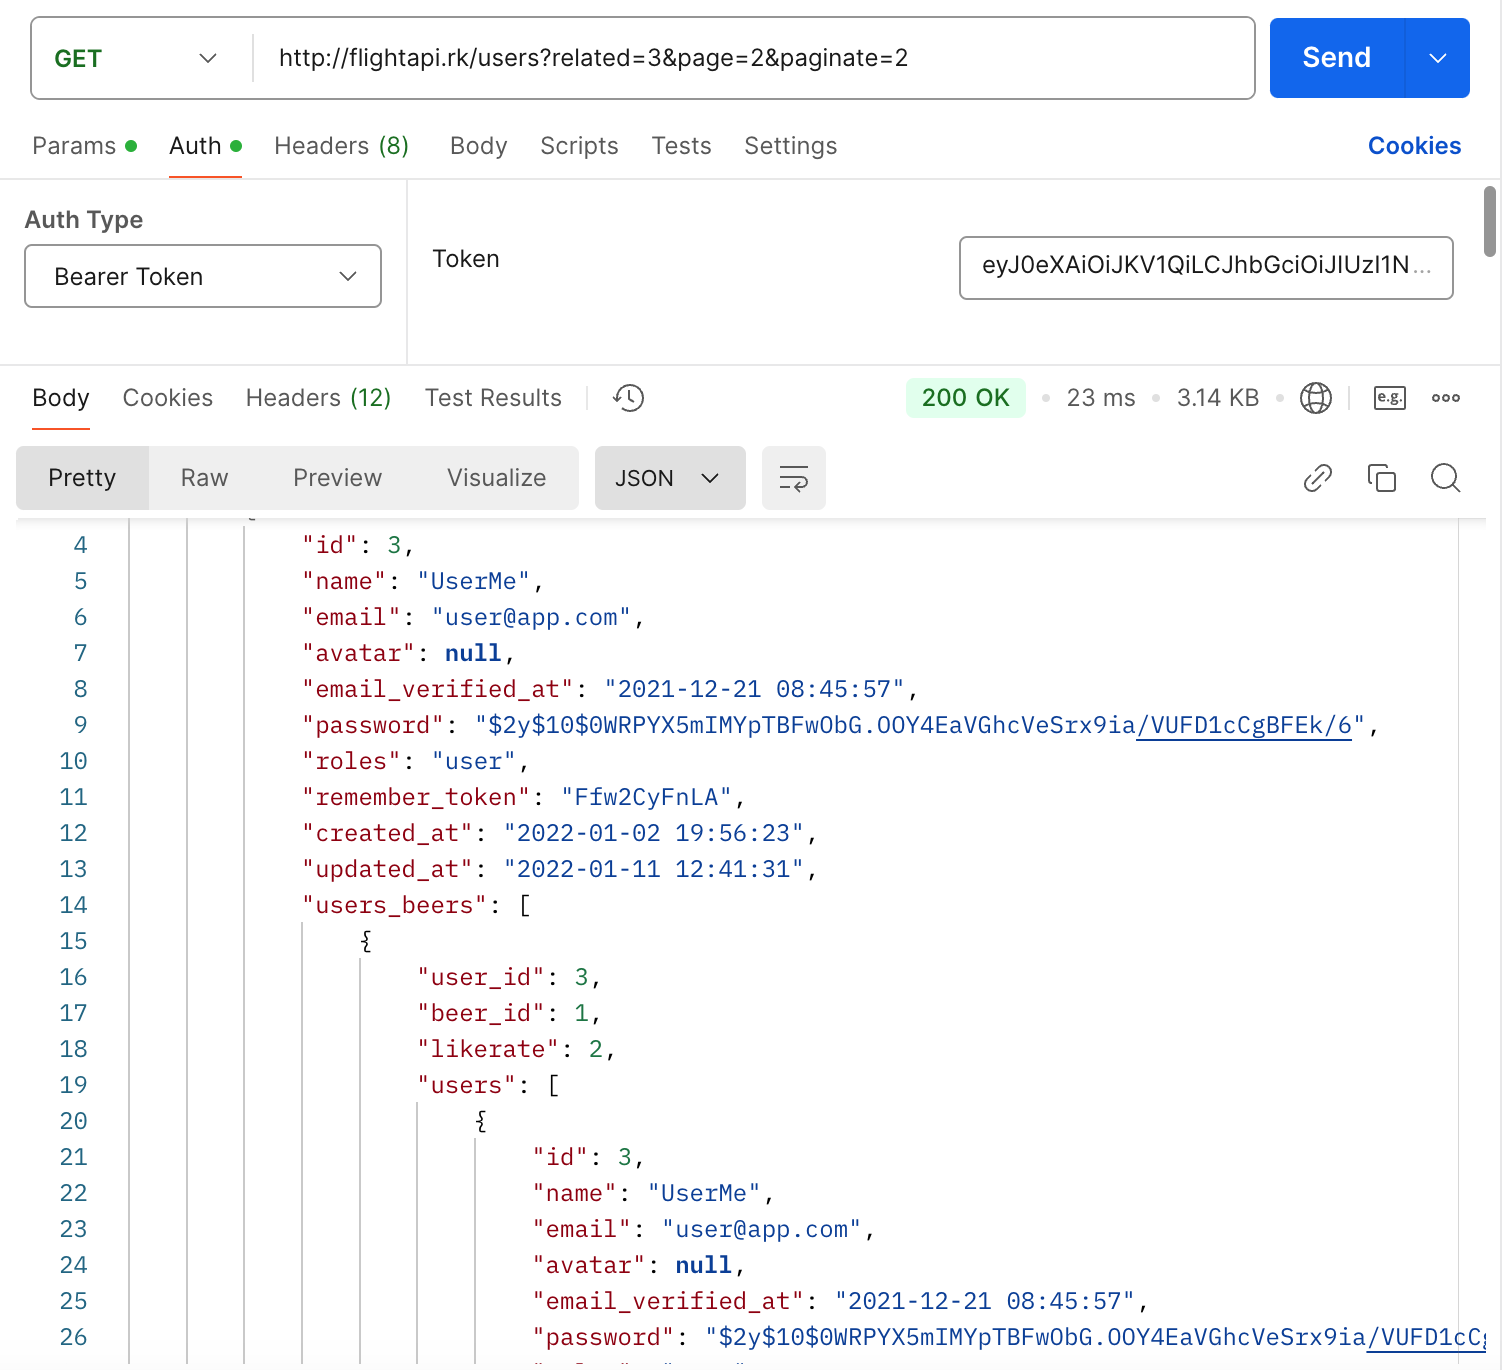 GET http://flightapi.rk/users?related=3&page=2&paginate=2 Send
Params Auth Headers (8) Body Scripts Tests Settings Cookies
Auth Type
Bearer Token
Token
eyJ0eXAiOiJKV1QiLCJhbGciOiJIUzI1N...
Body Cookies Headers (12) Test Results 200 OK 23 ms 3.14 KB e.g.
Pretty Raw Preview Visualize JSON
4 "id": 3,
5 "name": "UserMe",
6 "email": "user@app.com",
7 "avatar": null,
8 "email_verified_at": "2021-12-21 08:45:57",
9 "password": "$2y$10$0WRPYX5mIMYpTBFwObG.OOY4EaVGhcVeSrx9ia/VUFD1cCgBFEk/6",
10 "roles": "user",
11 "remember_token": "Ffw2CyFnLA",
12 "created_at": "2022-01-02 19:56:23",
13 "updated_at": "2022-01-11 12:41:31",
14 "users_beers": [
15 {
16 "user_id": 3,
17 "beer_id": 1,
18 "likerate": 2,
19 "users": [
20 {
21 "id": 3,
22 "name": "UserMe",
23 "email": "user@app.com",
24 "avatar": null,
25 "email_verified_at": "2021-12-21 08:45:57",
26 "password": "$2y$10$0WRPYX5mIMYpTBFwObG.OOY4EaVGhcVeSrx9ia/VUFD1cC